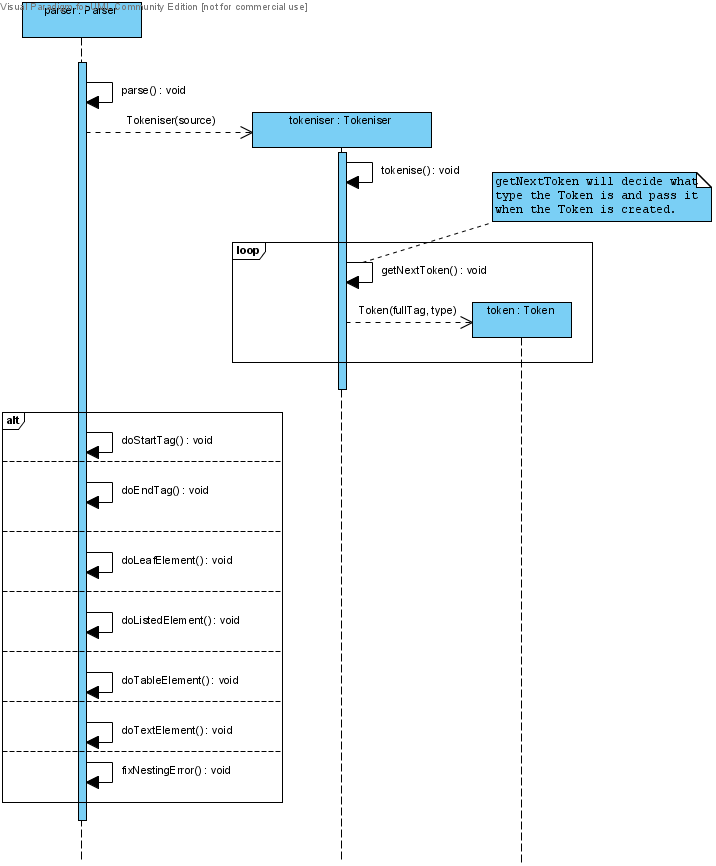 Visual Paradigm for UML Community Edition [not for commercial use]
parser : Parser
parse() : void
Tokeniser(source)
tokeniser : Tokeniser
tokenise() : void
getNextToken will decide what
type the Token is and pass it
when the Token is created.
loop
getNextToken() : void
Token(fullTag, type)
token : Token
alt
doStartTag() : void
doEndTag() : void
doLeafElement() : void
doListedElement() : void
doTableElement() : void
doTextElement() : void
fixNestingError() : void